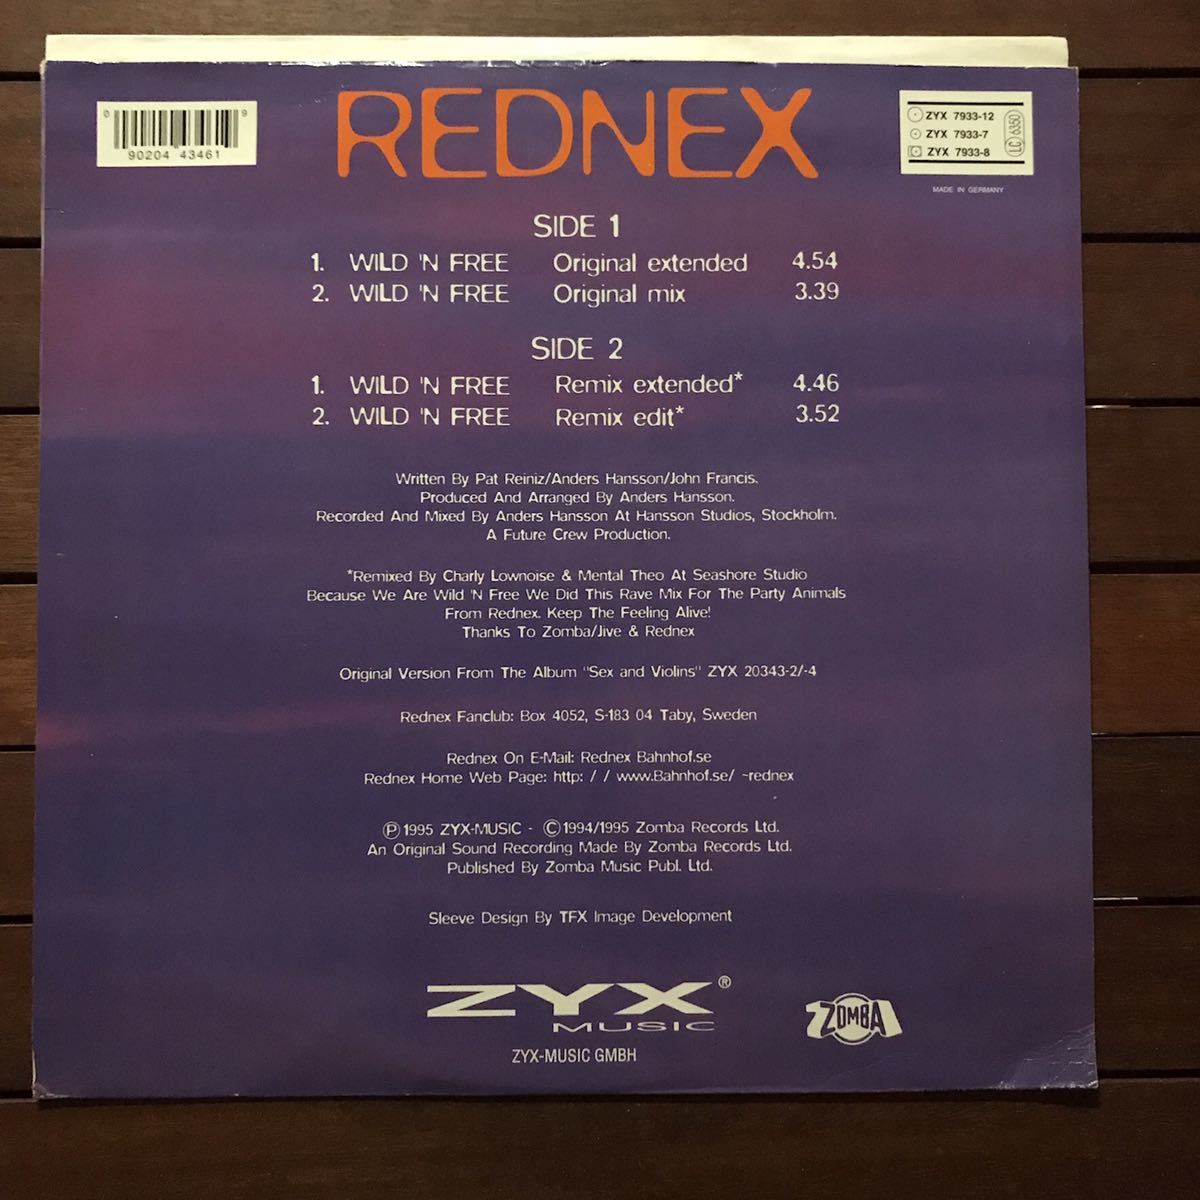 REDNEX
0 90204 43461 9
ZYX 7933-12
ZYX 7933-7
ZYX 7933-8
LC 6350
MADE IN GERMANY
SIDE 1
1. WILD 'N FREE Original extended 4.54
2. WILD 'N FREE Original mix 3.39
SIDE 2
1. WILD 'N FREE Remix extended* 4.46
2. WILD 'N FREE Remix edit* 3.52
Written By Pat Reiniz/Anders Hansson/John Francis.
Produced And Arranged By Anders Hansson.
Recorded And Mixed By Anders Hansson At Hansson Studios, Stockholm.
A Future Crew Production.
*Remixed By Charly Lownoise & Mental Theo At Seashore Studio
Because We Are Wild 'N Free We Did This Rave Mix For The Party Animals
From Rednex. Keep The Feeling Alive!
Thanks To Zomba/Jive & Rednex
Original Version From The Album "Sex and Violins" ZYX 20343-2/-4
Rednex Fanclub: Box 4052, S-183 04 Taby, Sweden
Rednex On E-Mail: Rednex Bahnhof.se
Rednex Home Web Page: http: / / www.Bahnhof.se/ ~rednex
Ⓟ 1995 ZYX-MUSIC - © 1994/1995 Zomba Records Ltd.
An Original Sound Recording Made By Zomba Records Ltd.
Published By Zomba Music Publ. Ltd.
Sleeve Design By TFX Image Development
ZYX®
MUSIC
ZYX-MUSIC GMBH
ZOMBA